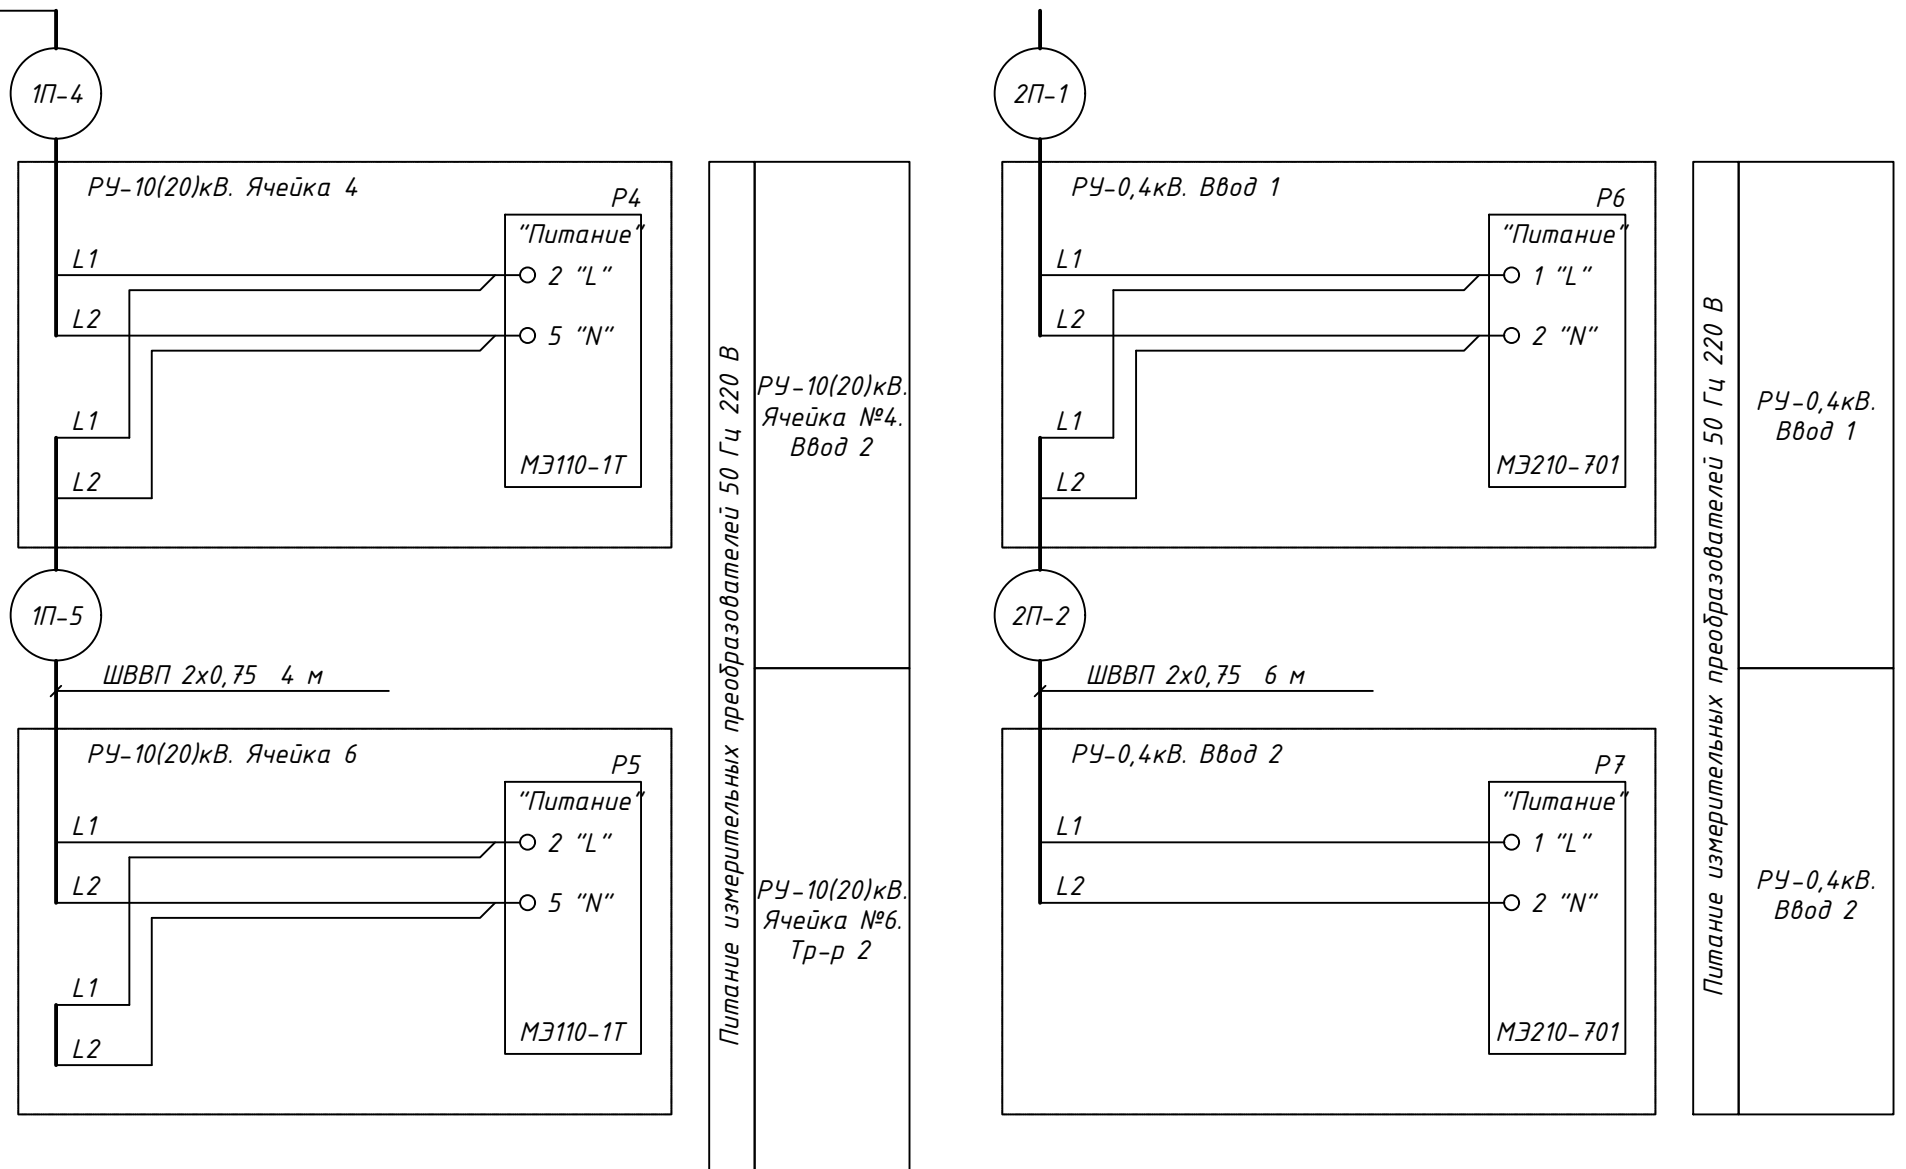 1П-4
РУ-10(20)кВ. Ячейка 4
P4
"Питание"
L1
2 "L"
L2
5 "N"
L1
L2
МЭ110-1Т
1П-5
ШВВП 2х0,75 4 м
РУ-10(20)кВ. Ячейка 6
P5
"Питание"
L1
2 "L"
L2
5 "N"
L1
L2
МЭ110-1Т
Питание измерительных преобразователей 50 Гц 220 В
РУ-10(20)кВ.
Ячейка №4.
Ввод 2
РУ-10(20)кВ.
Ячейка №6.
Тр-р 2
2П-1
РУ-0,4кВ. Ввод 1
P6
"Питание"
L1
1 "L"
L2
2 "N"
L1
L2
МЭ210-701
2П-2
ШВВП 2х0,75 6 м
РУ-0,4кВ. Ввод 2
P7
"Питание"
L1
1 "L"
L2
2 "N"
МЭ210-701
Питание измерительных преобразователей 50 Гц 220 В
РУ-0,4кВ.
Ввод 1
РУ-0,4кВ.
Ввод 2